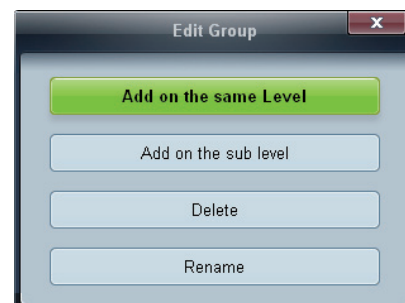 Edit Group
x
Add on the same Level
Add on the sub level
Delete
Rename